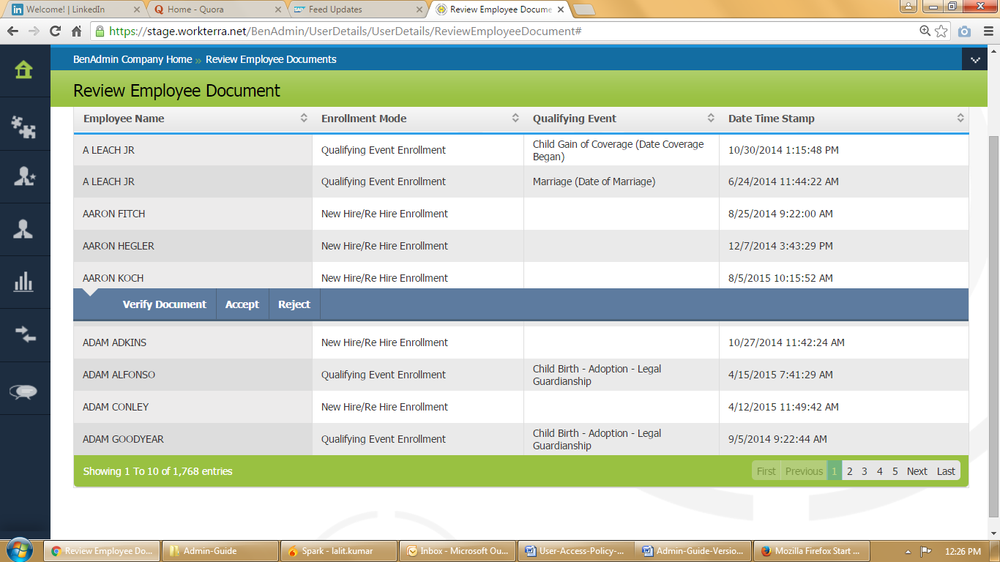 Welcome! | LinkedIn
Home - Quora
Feed Updates
Review Employee Docume
https://stage.workterra.net/BenAdmin/UserDetails/UserDetails/ReviewEmployeeDocument#
BenAdmin Company Home » Review Employee Documents
Review Employee Document
Employee Name Enrollment Mode Qualifying Event Date Time Stamp
A LEACH JR Qualifying Event Enrollment Child Gain of Coverage (Date Coverage Began) 10/30/2014 1:15:48 PM
A LEACH JR Qualifying Event Enrollment Marriage (Date of Marriage) 6/24/2014 11:44:22 AM
AARON FITCH New Hire/Re Hire Enrollment 8/25/2014 9:22:00 AM
AARON HEGLER New Hire/Re Hire Enrollment 12/7/2014 3:43:29 PM
AARON KOCH New Hire/Re Hire Enrollment 8/5/2015 10:15:52 AM
Verify Document Accept Reject
ADAM ADKINS New Hire/Re Hire Enrollment 10/27/2014 11:42:24 AM
ADAM ALFONSO Qualifying Event Enrollment Child Birth - Adoption - Legal Guardianship 4/15/2015 7:41:29 AM
ADAM CONLEY New Hire/Re Hire Enrollment 4/12/2015 11:49:42 AM
ADAM GOODYEAR Qualifying Event Enrollment Child Birth - Adoption - Legal Guardianship 9/5/2014 9:22:44 AM
Showing 1 To 10 of 1,768 entries First Previous 1 2 3 4 5 Next Last
Review Employee Do... Admin-Guide Spark - lalit.kumar Inbox - Microsoft Ou... User-Access-Policy-... Admin-Guide-Versio... Mozilla Firefox Start ... 12:26 PM